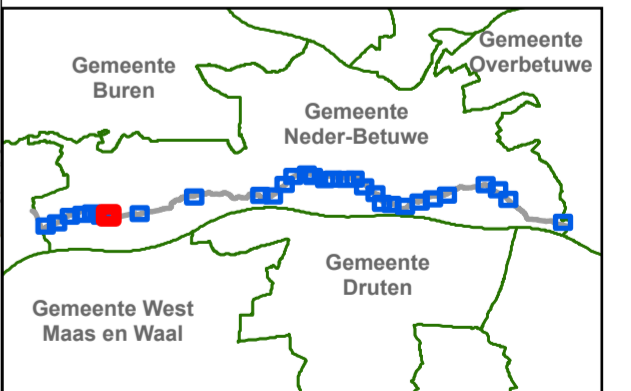 Gemeente
Overbetuwe
Gemeente
Buren
Gemeente
Neder-Betuwe
Gemeente
Druten
Gemeente West
Maas en Waal